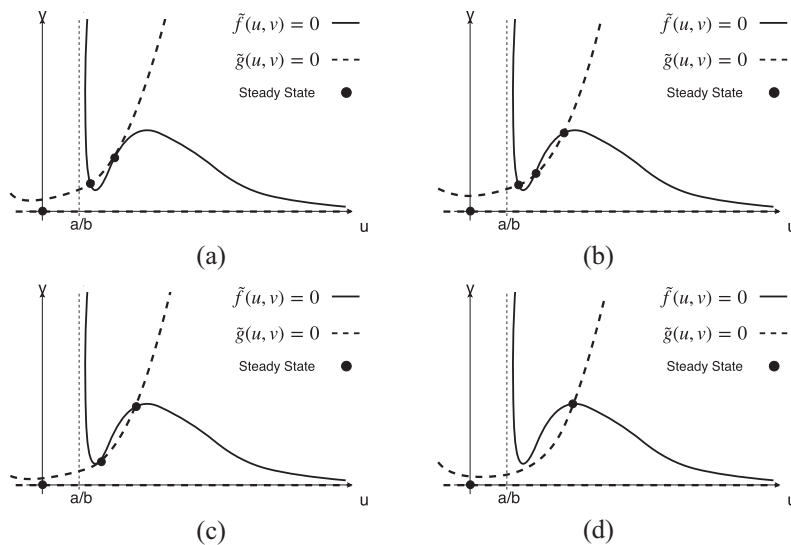 v
f̃(u, v) = 0
g̃(u, v) = 0
Steady State
a/b
u
(a)
v
f̃(u, v) = 0
g̃(u, v) = 0
Steady State
a/b
u
(b)
v
f̃(u, v) = 0
g̃(u, v) = 0
Steady State
a/b
u
(c)
v
f̃(u, v) = 0
g̃(u, v) = 0
Steady State
a/b
u
(d)